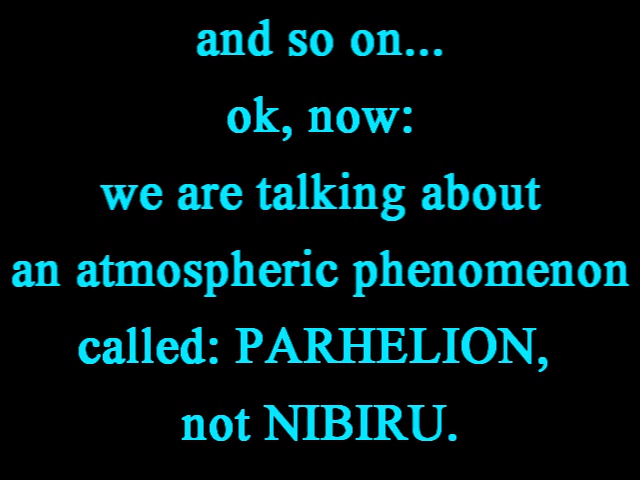 and so on...
ok, now:
we are talking about
an atmospheric phenomenon
called: PARHELION,
not NIBIRU.